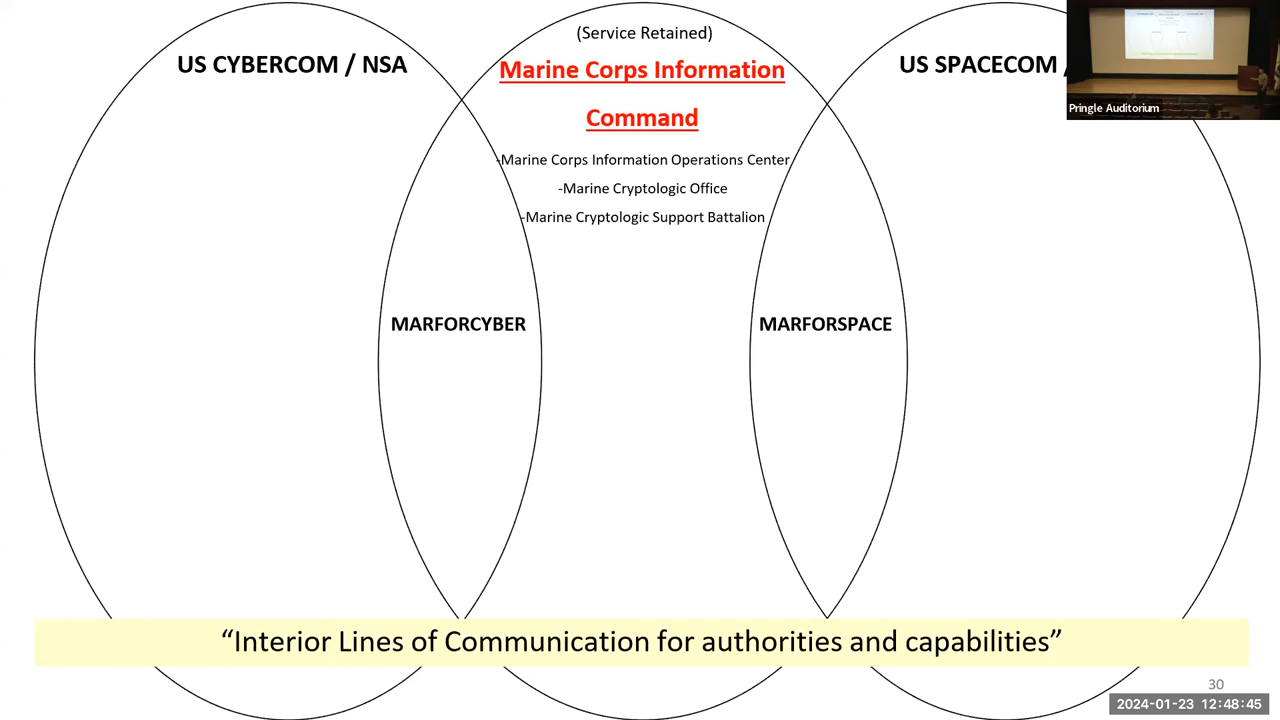 (Service Retained)
US CYBERCOM / NSA
Marine Corps Information
Command
US SPACECOM /
Pringle Auditorium
-Marine Corps Information Operations Center
-Marine Cryptologic Office
-Marine Cryptologic Support Battalion
MARFORCYBER
MARFORSPACE
“Interior Lines of Communication for authorities and capabilities”
30
2024-01-23 12:48:45